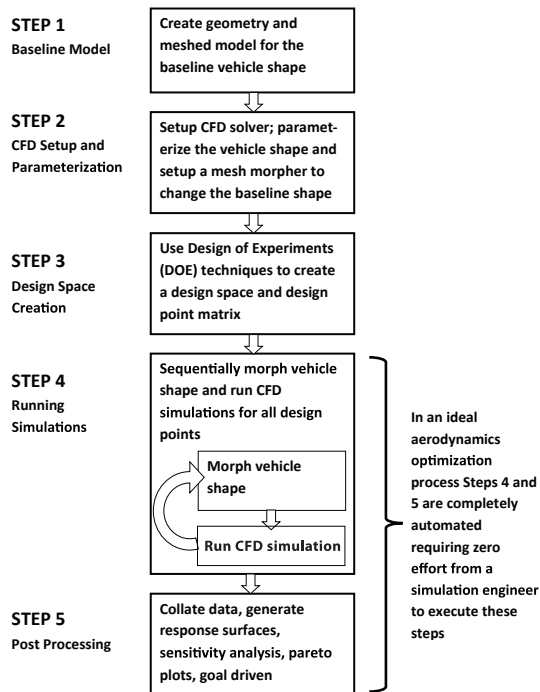 STEP 1
Baseline Model
Create geometry and
meshed model for the
baseline vehicle shape
STEP 2
CFD Setup and
Parameterization
Setup CFD solver; paramet-
erize the vehicle shape and
setup a mesh morpher to
change the baseline shape
STEP 3
Design Space
Creation
Use Design of Experiments
(DOE) techniques to create
a design space and design
point matrix
STEP 4
Running
Simulations
Sequentially morph vehicle
shape and run CFD
simulations for all design
points
Morph vehicle
shape
Run CFD simulation
STEP 5
Post Processing
Collate data, generate
response surfaces,
sensitivity analysis, pareto
plots, goal driven
In an ideal
aerodynamics
optimization
process Steps 4 and
5 are completely
automated
requiring zero
effort from a
simulation engineer
to execute these
steps